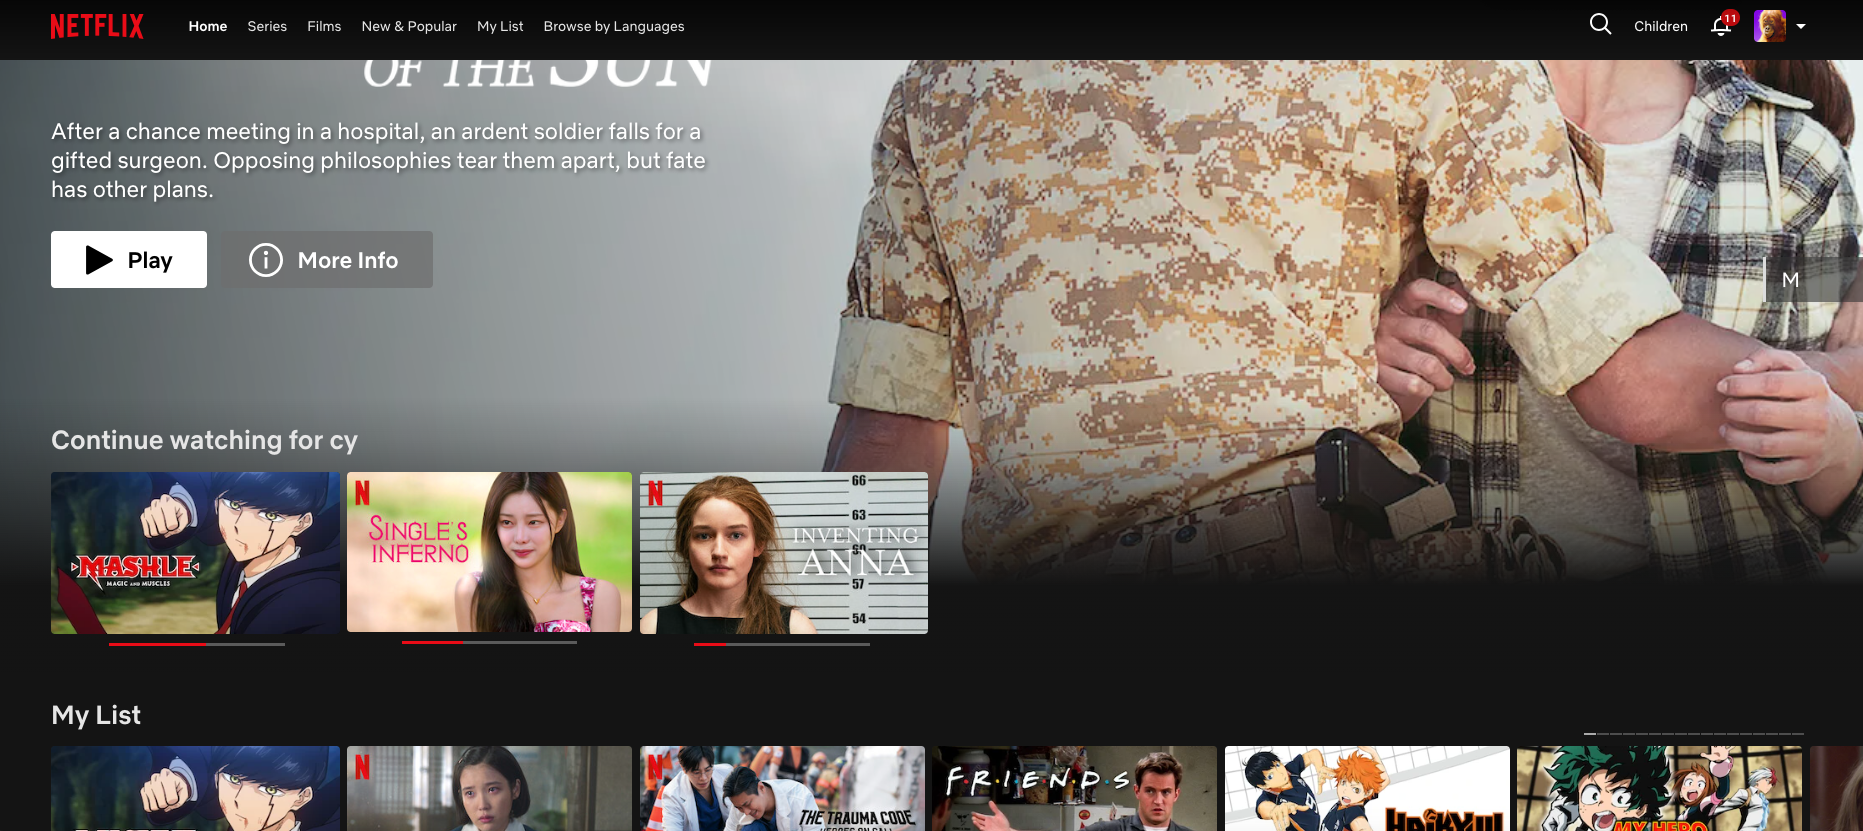 NETFLIX
Home Series Films New & Popular My List Browse by Languages
Children
11
OF THE SUN
After a chance meeting in a hospital, an ardent soldier falls for a
gifted surgeon. Opposing philosophies tear them apart, but fate
has other plans.
Play
More Info
M
Continue watching for cy
MASHLE
MAGIC AND MUSCLES
N
SINGLE'S
INFERNO
N
66
63
60
57
54
INVENTING
ANNA
My List
N
N
THE TRAUMA CODE
HEROES ON CALL
F·R·I·E·N·D·S
HAIKYU!!
MY HERO